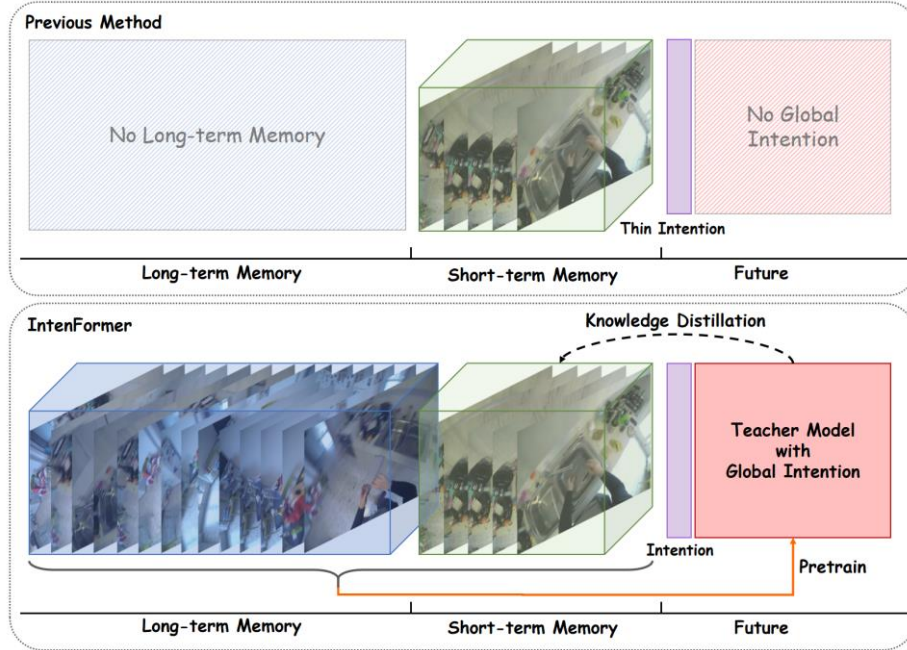 Previous Method
No Long-term Memory
No Global
Intention
Thin Intention
Long-term Memory
Short-term Memory
Future
IntenFormer
Knowledge Distillation
Teacher Model
with
Global Intention
Intention
Pretrain
Long-term Memory
Short-term Memory
Future